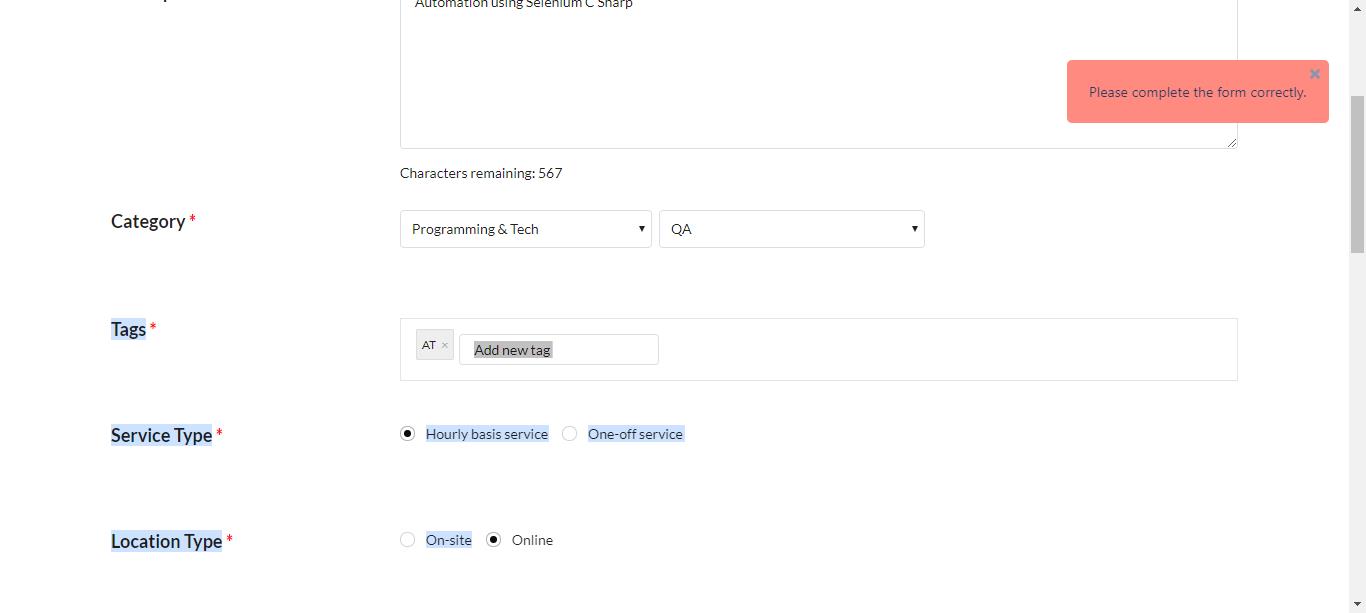 Automation using Selenium C Sharp
Please complete the form correctly.
Characters remaining: 567
Category *
Programming & Tech
QA
Tags *
AT ×
Add new tag
Service Type *
Hourly basis service One-off service
Location Type *
On-site Online